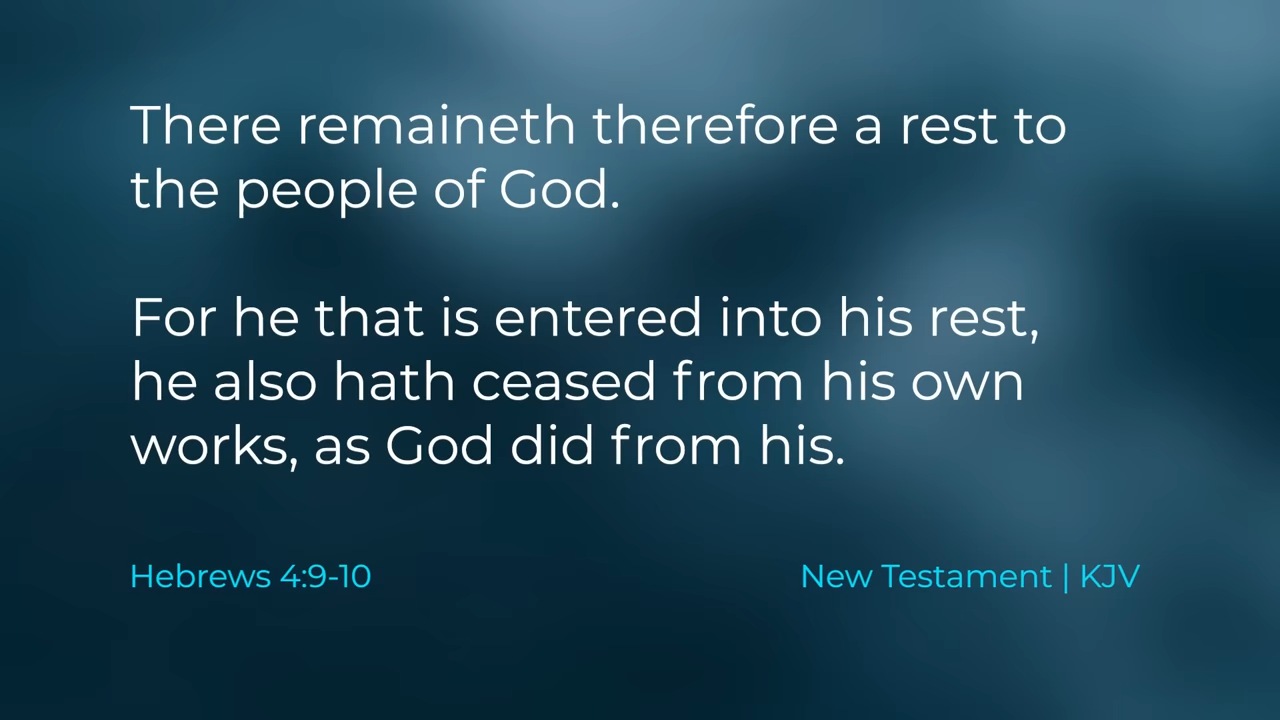 There remaineth therefore a rest to
the people of God.
For he that is entered into his rest,
he also hath ceased from his own
works, as God did from his.
Hebrews 4:9-10
New Testament | KJV